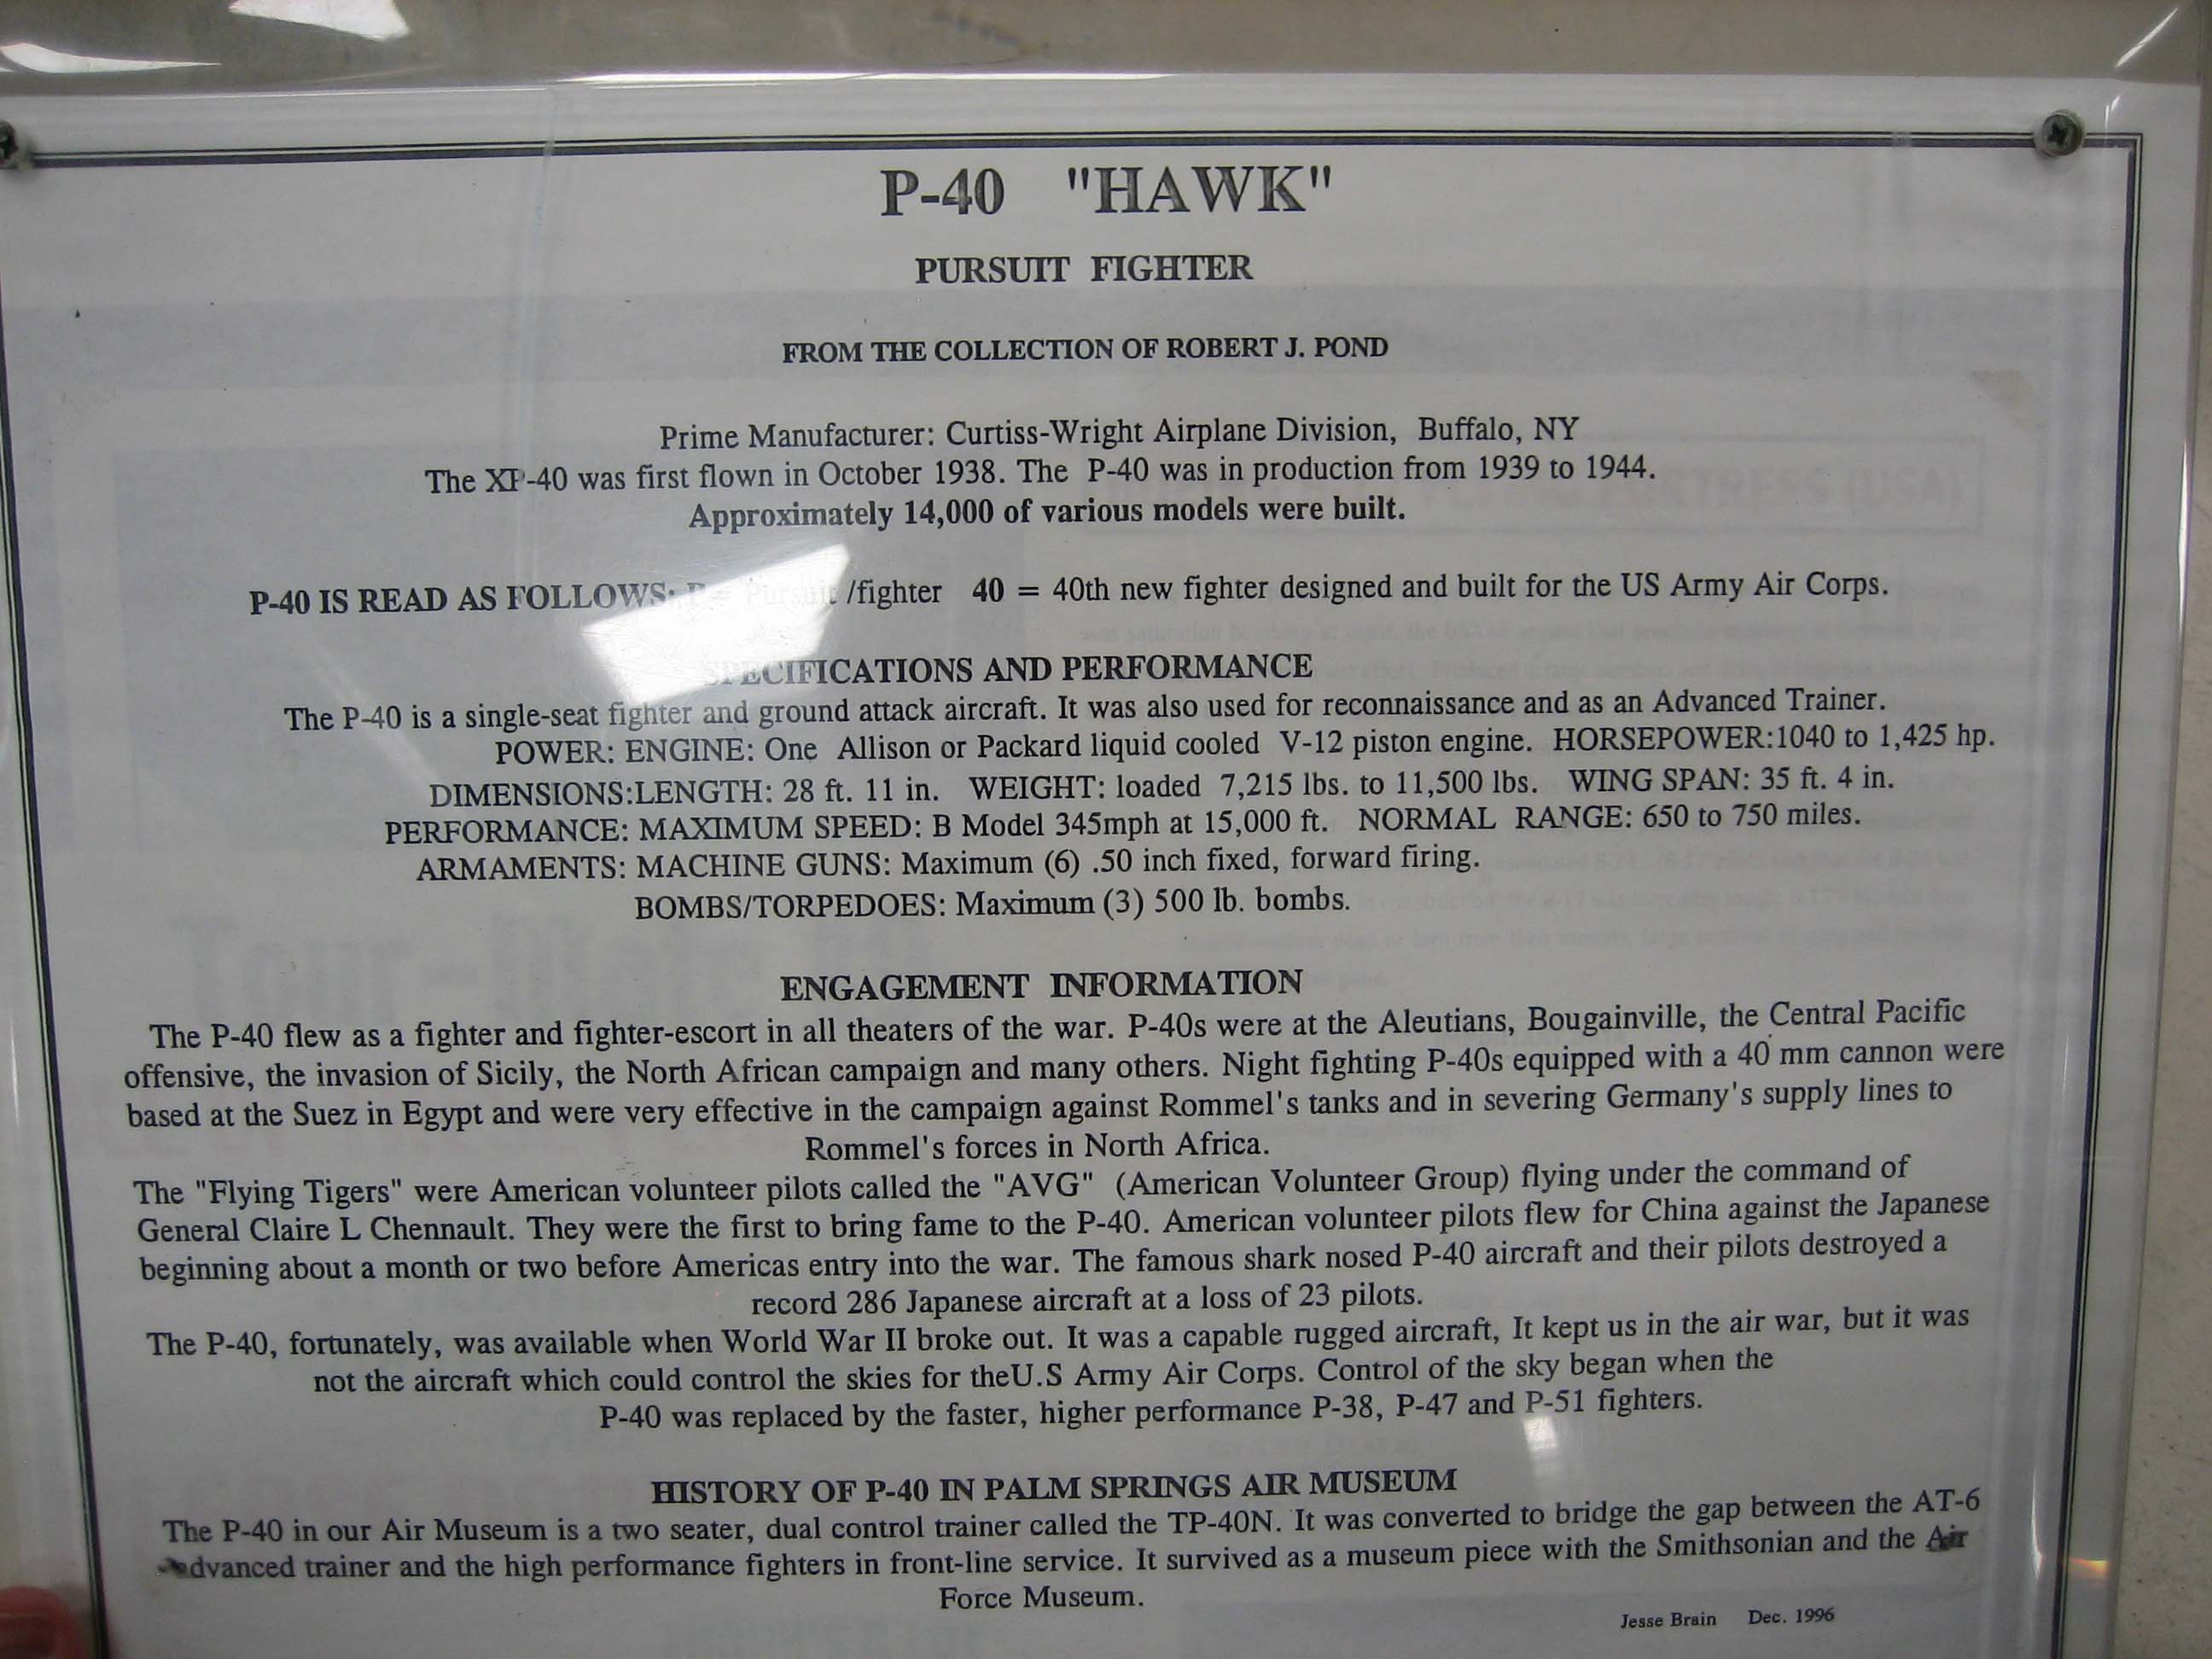 P-40 "HAWK"
PURSUIT FIGHTER
FROM THE COLLECTION OF ROBERT J. POND
Prime Manufacturer: Curtiss-Wright Airplane Division, Buffalo, NY
The XP-40 was first flown in October 1938. The P-40 was in production from 1939 to 1944.
Approximately 14,000 of various models were built.
P-40 IS READ AS FOLLOWS: P = Pursuit /fighter 40 = 40th new fighter designed and built for the US Army Air Corps.
SPECIFICATIONS AND PERFORMANCE
The P-40 is a single-seat fighter and ground attack aircraft. It was also used for reconnaissance and as an Advanced Trainer.
POWER: ENGINE: One Allison or Packard liquid cooled V-12 piston engine. HORSEPOWER:1040 to 1,425 hp.
DIMENSIONS:LENGTH: 28 ft. 11 in. WEIGHT: loaded 7,215 lbs. to 11,500 lbs. WING SPAN: 35 ft. 4 in.
PERFORMANCE: MAXIMUM SPEED: B Model 345mph at 15,000 ft. NORMAL RANGE: 650 to 750 miles.
ARMAMENTS: MACHINE GUNS: Maximum (6) .50 inch fixed, forward firing.
BOMBS/TORPEDOES: Maximum (3) 500 lb. bombs.
ENGAGEMENT INFORMATION
The P-40 flew as a fighter and fighter-escort in all theaters of the war. P-40s were at the Aleutians, Bougainville, the Central Pacific
offensive, the invasion of Sicily, the North African campaign and many others. Night fighting P-40s equipped with a 40 mm cannon were
based at the Suez in Egypt and were very effective in the campaign against Rommel's tanks and in severing Germany's supply lines to
Rommel's forces in North Africa.
The "Flying Tigers" were American volunteer pilots called the "AVG" (American Volunteer Group) flying under the command of
General Claire L Chennault. They were the first to bring fame to the P-40. American volunteer pilots flew for China against the Japanese
beginning about a month or two before Americas entry into the war. The famous shark nosed P-40 aircraft and their pilots destroyed a
record 286 Japanese aircraft at a loss of 23 pilots.
The P-40, fortunately, was available when World War II broke out. It was a capable rugged aircraft, It kept us in the air war, but it was
not the aircraft which could control the skies for theU.S Army Air Corps. Control of the sky began when the
P-40 was replaced by the faster, higher performance P-38, P-47 and P-51 fighters.
HISTORY OF P-40 IN PALM SPRINGS AIR MUSEUM
The P-40 in our Air Museum is a two seater, dual control trainer called the TP-40N. It was converted to bridge the gap between the AT-6
advanced trainer and the high performance fighters in front-line service. It survived as a museum piece with the Smithsonian and the Air
Force Museum.
Jesse Brain Dec. 1996